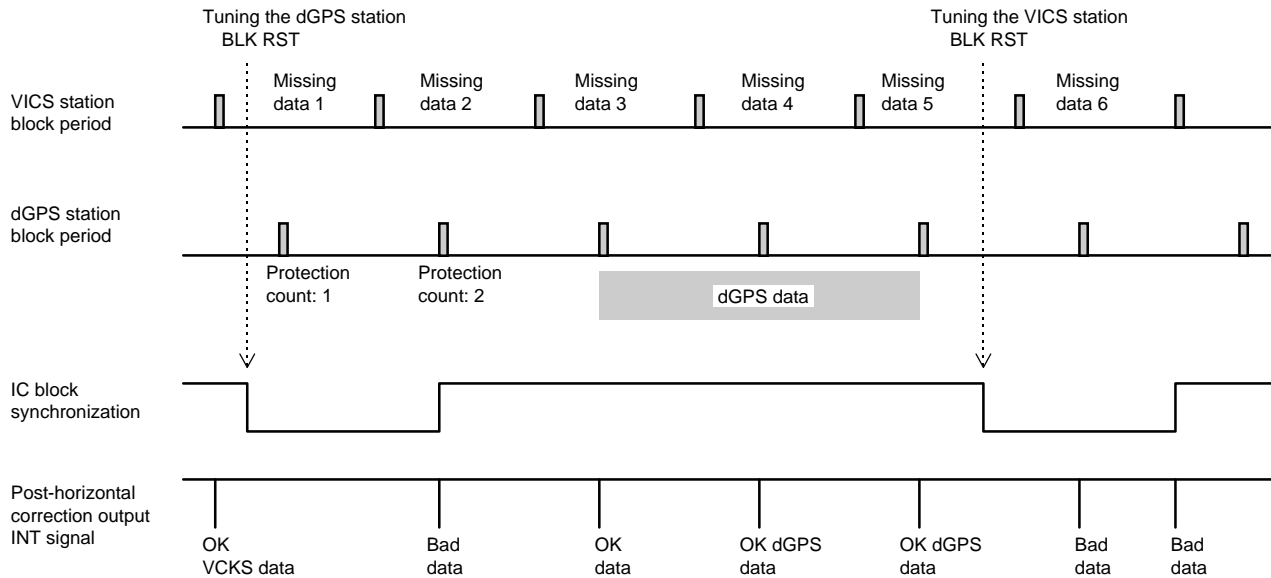 Tuning the dGPS station
BLK RST
Tuning the VICS station
BLK RST
VICS station
block period
Missing
data 1
Missing
data 2
Missing
data 3
Missing
data 4
Missing
data 5
Missing
data 6
dGPS station
block period
Protection
count: 1
Protection
count: 2
dGPS data
IC block
synchronization
Post-horizontal
correction output
INT signal
OK
VCKS data
Bad
data
OK
data
OK dGPS
data
OK dGPS
data
Bad
data
Bad
data